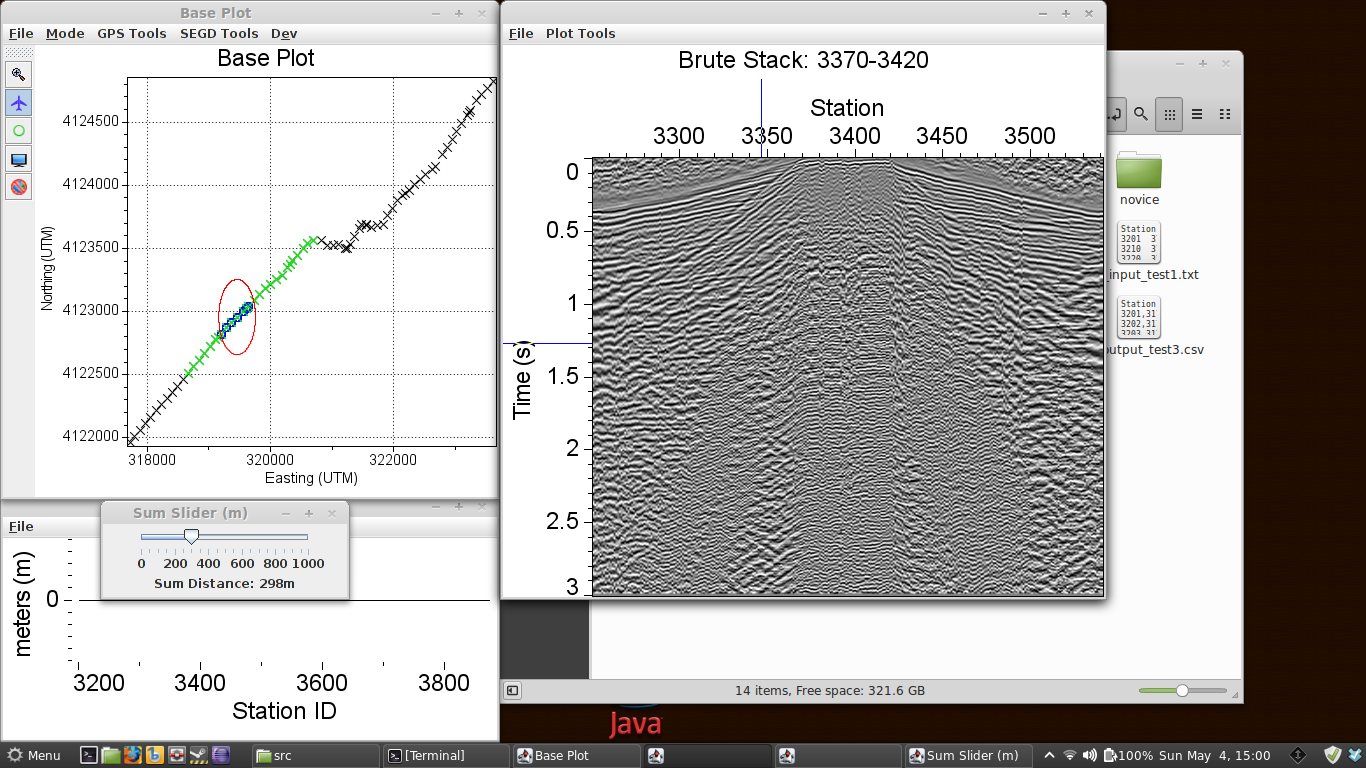 Base Plot
File Mode GPS Tools SEGD Tools Dev
Base Plot
4124500
4124000
4123500
4123000
4122500
4122000
Northing (UTM)
318000 320000 322000
Easting (UTM)
File Plot Tools
Brute Stack: 3370-3420
Station
3300 3350 3400 3450 3500
0
0.5
1
1.5
2
2.5
3
Time (s)
novice
Station
3201 3
3210 3
3220 3
_input_test1.txt
Station
3201,31
3202,31
3203,31
output_test3.csv
14 items, Free space: 321.6 GB
Sum Slider (m)
0 200 400 600 800 1000
Sum Distance: 298m
File
meters (m)
0
3200 3400 3600 3800
Station ID
Java
Menu
src
[Terminal]
Base Plot
Sum Slider (m)
100% Sun May 4, 15:00